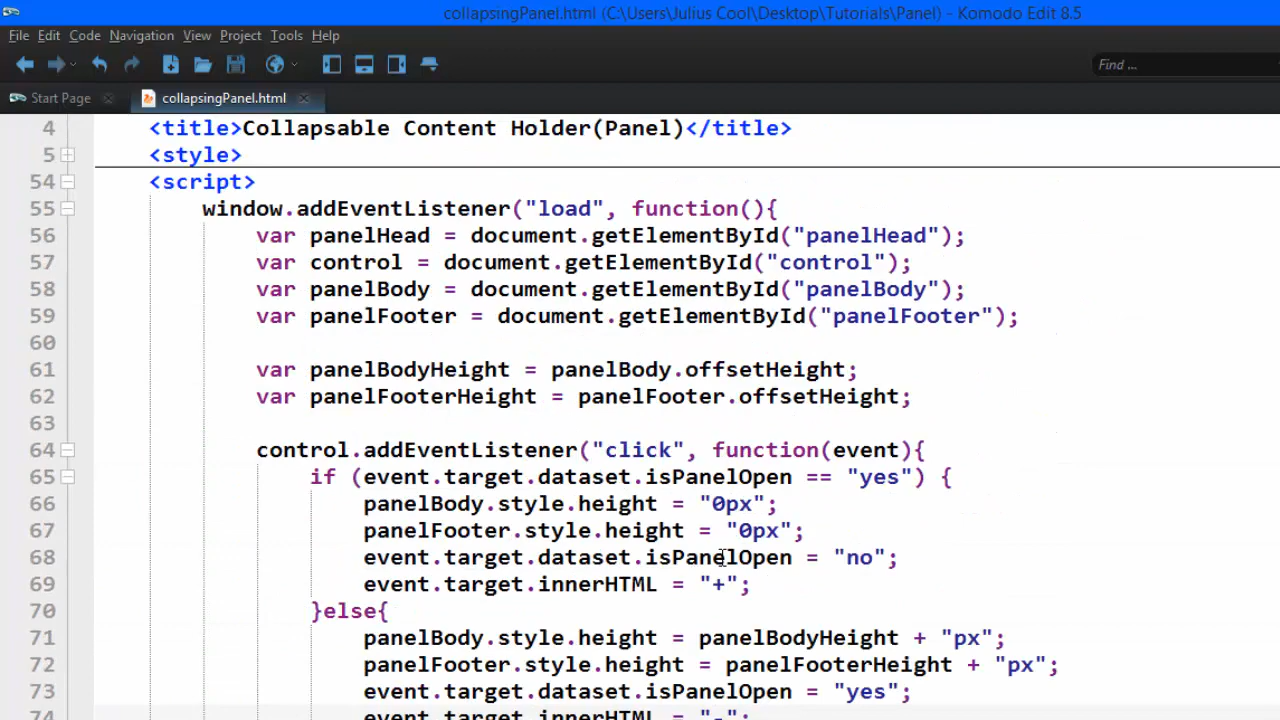 collapsingPanel.html (C:\Users\Julius Cool\Desktop\Tutorials\Panel) - Komodo Edit 8.5
File Edit Code Navigation View Project Tools Help
Find ...
Start Page collapsingPanel.html
4 <title>Collapsable Content Holder(Panel)</title>
5 <style>
54 <script>
55 window.addEventListener("load", function(){
56 var panelHead = document.getElementById("panelHead");
57 var control = document.getElementById("control");
58 var panelBody = document.getElementById("panelBody");
59 var panelFooter = document.getElementById("panelFooter");
60
61 var panelBodyHeight = panelBody.offsetHeight;
62 var panelFooterHeight = panelFooter.offsetHeight;
63
64 control.addEventListener("click", function(event){
65 if (event.target.dataset.isPanelOpen == "yes") {
66 panelBody.style.height = "0px";
67 panelFooter.style.height = "0px";
68 event.target.dataset.isPanelOpen = "no";
69 event.target.innerHTML = "+";
70 }else{
71 panelBody.style.height = panelBodyHeight + "px";
72 panelFooter.style.height = panelFooterHeight + "px";
73 event.target.dataset.isPanelOpen = "yes";
74 event.target.innerHTML = "-";